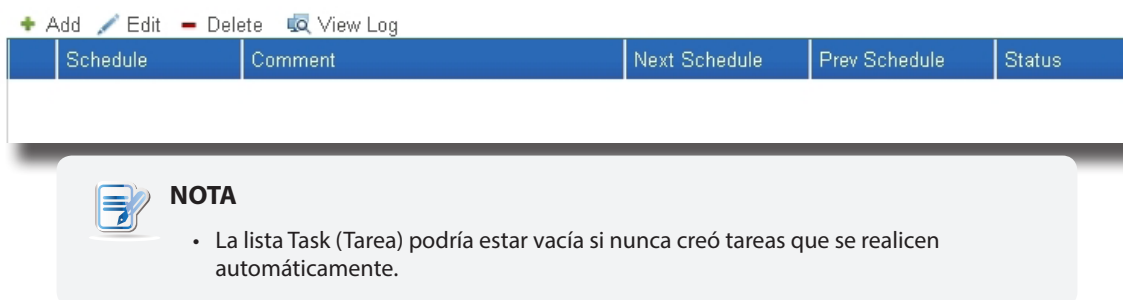 Add Edit Delete View Log
Schedule Comment Next Schedule Prev Schedule Status
NOTA
• La lista Task (Tarea) podría estar vacía si nunca creó tareas que se realicen
automáticamente.